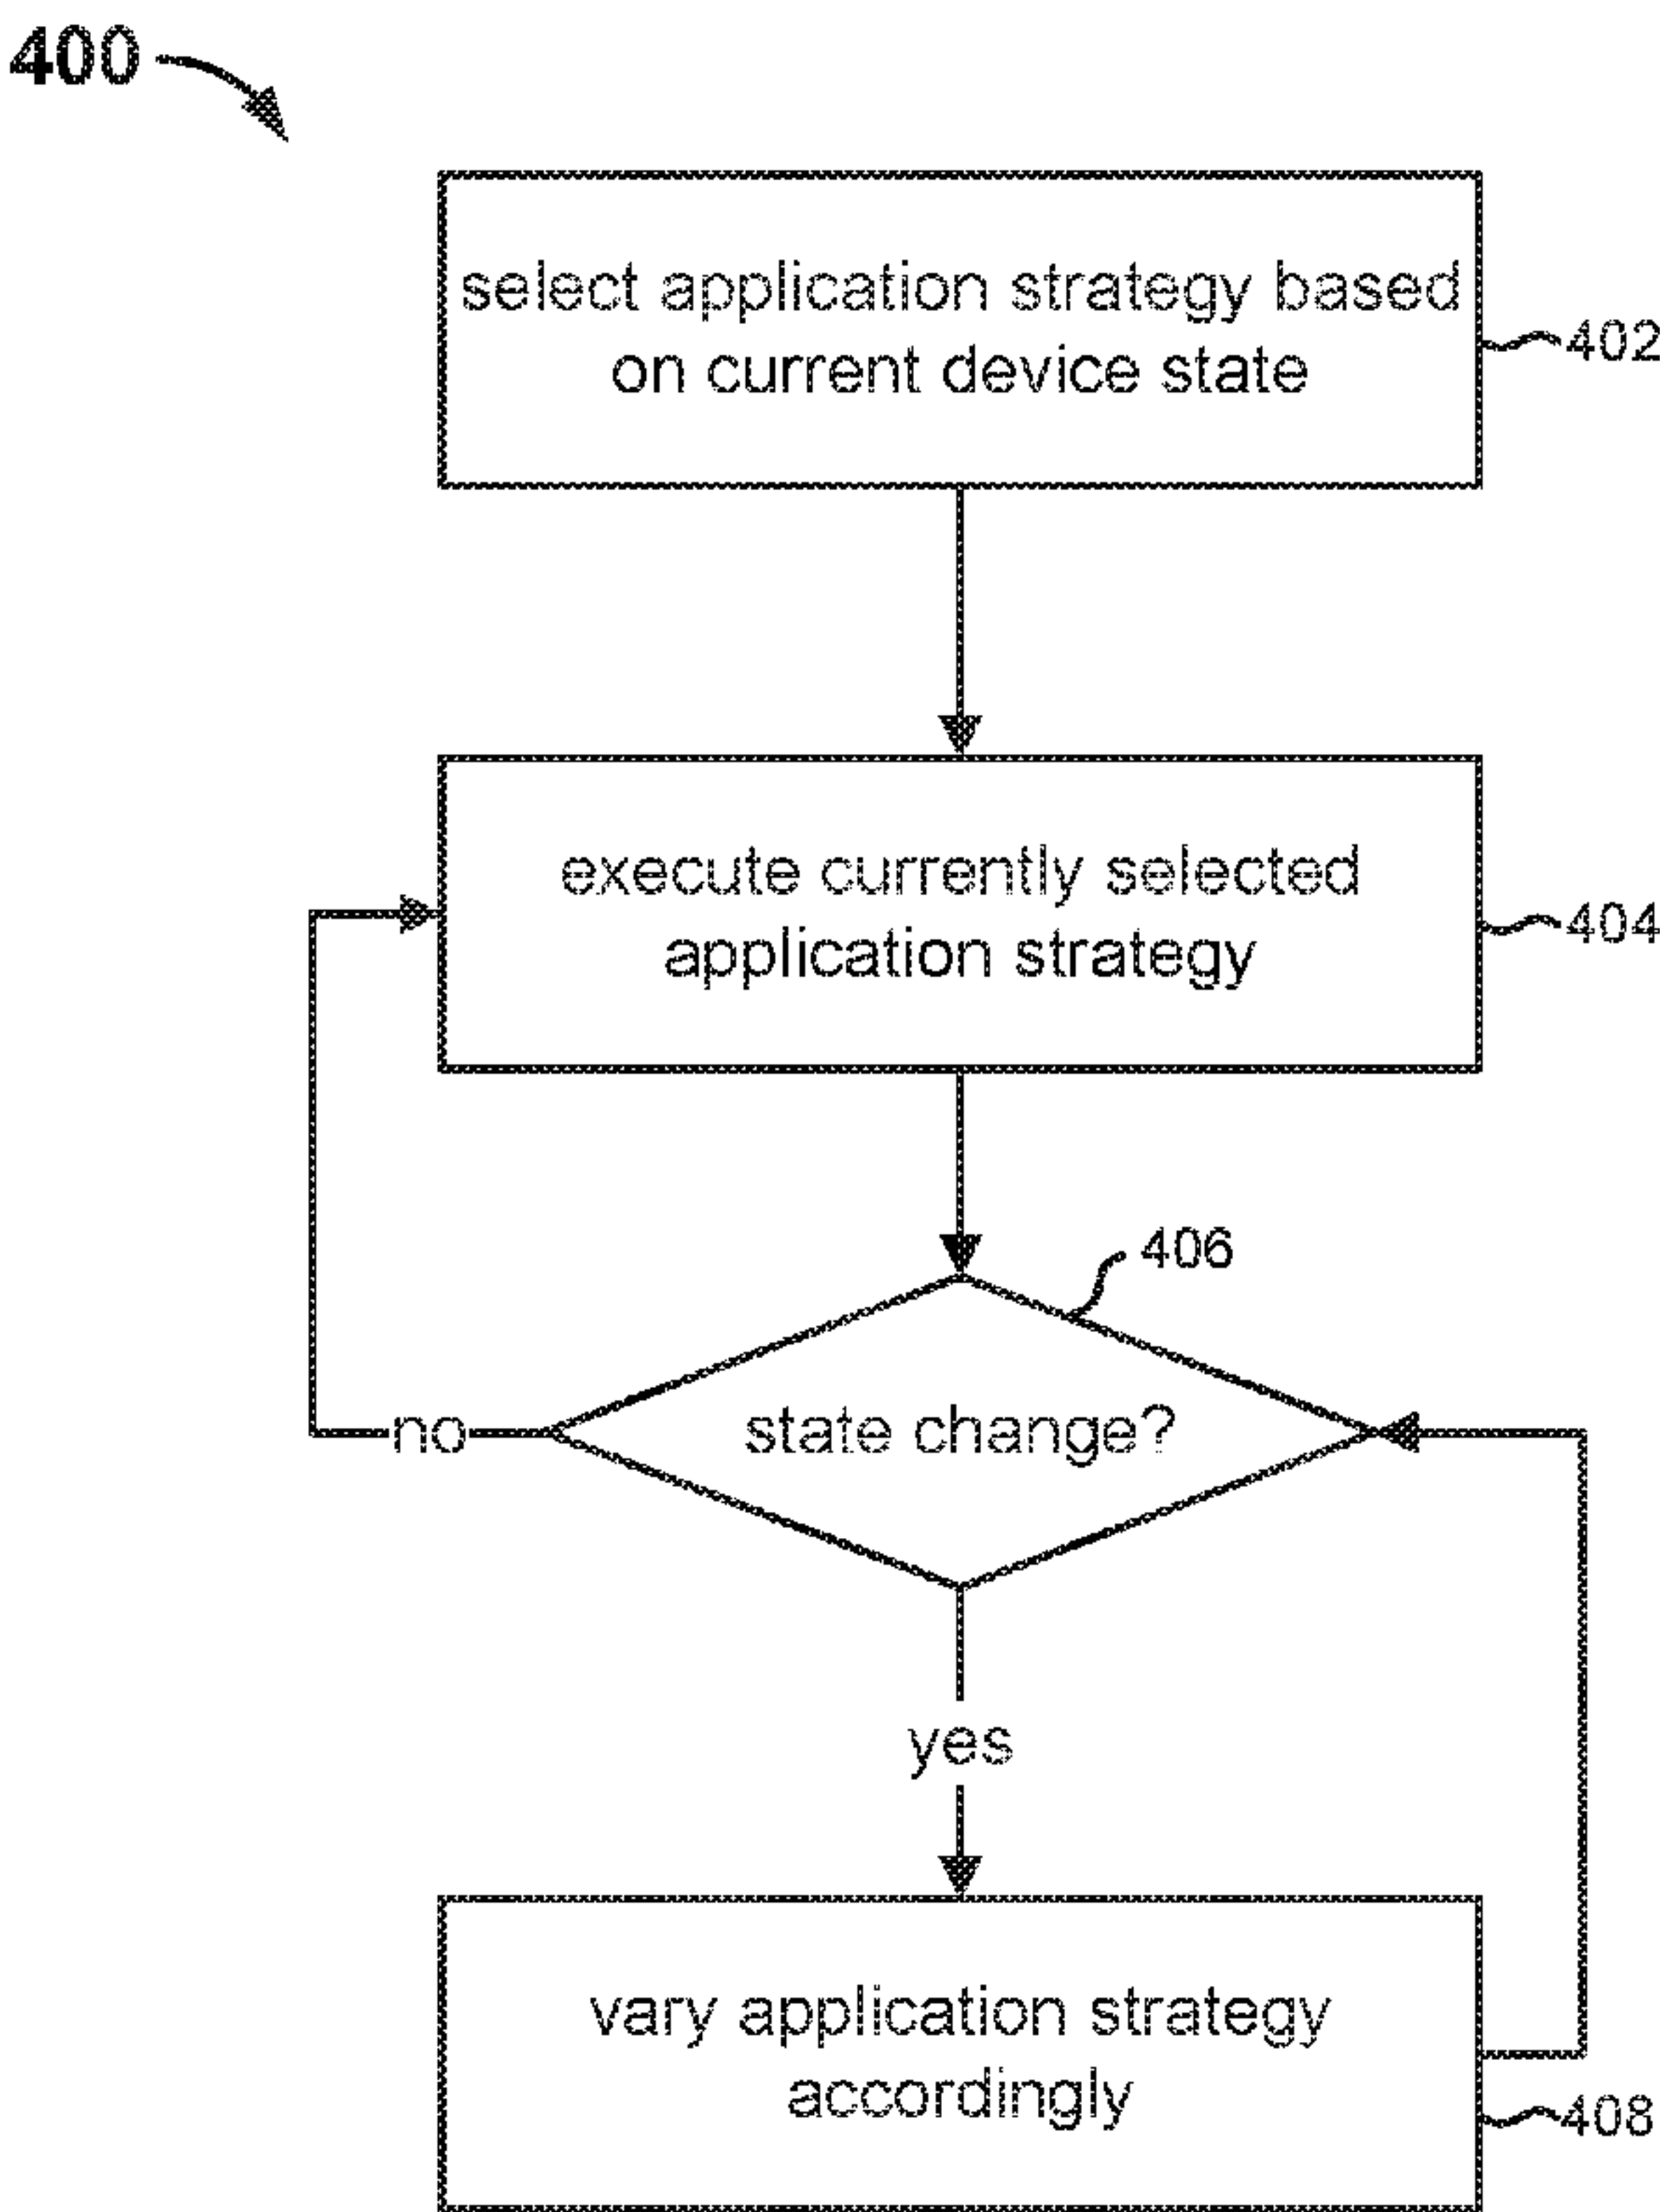 400
select application strategy based
on current device state
402
execute currently selected
application strategy
404
406
state change?
no
yes
vary application strategy
accordingly
408